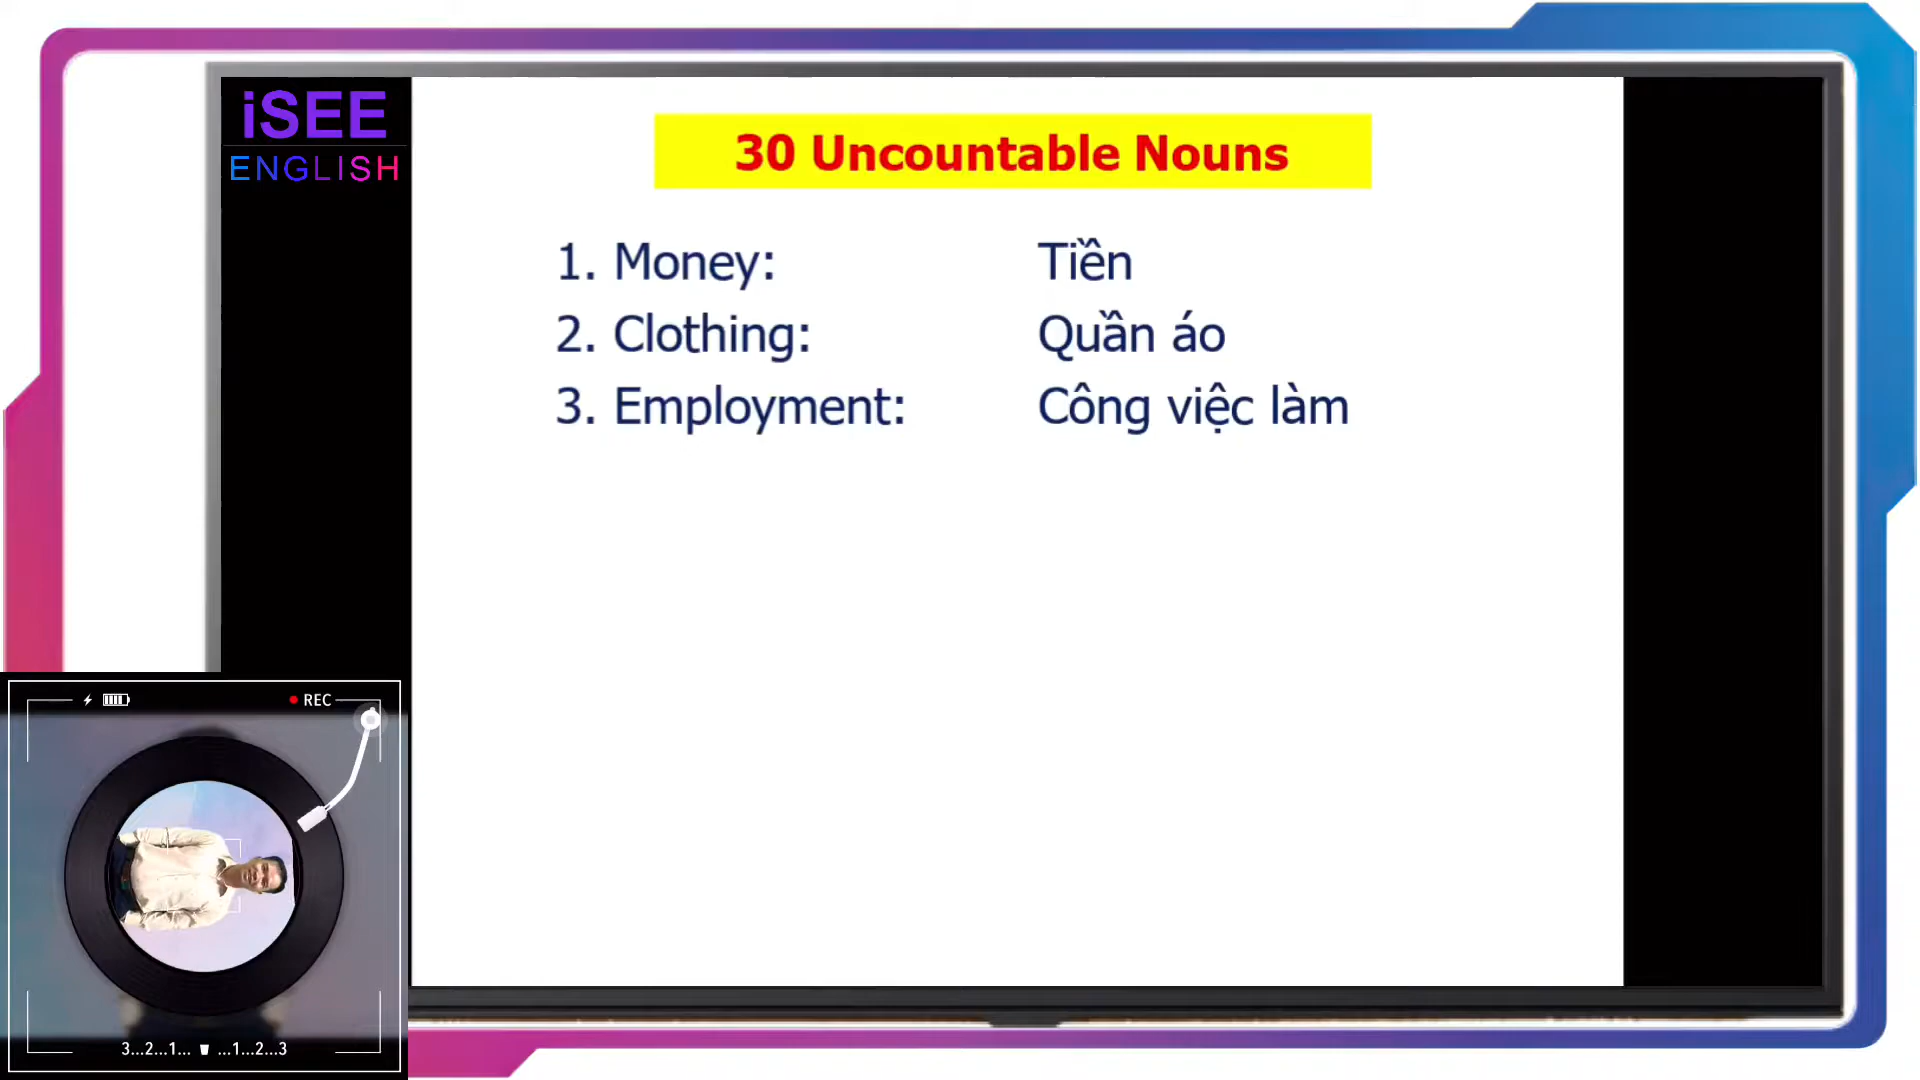 iSEE
ENGLISH
30 Uncountable Nouns
1. Money: Tiền
2. Clothing: Quần áo
3. Employment: Công việc làm
REC
3...2...1... ...1...2...3